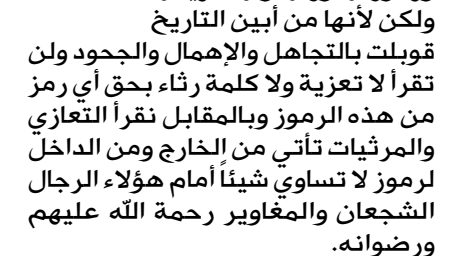 ولكن لأنها من أبين التاريخ
قوبلت بالتجاهل والإهمال والجحود ولن
تقرأ لا تعزية ولا كلمة رثاء بحق أي رمز
من هذه الرموز وبالمقابل نقرأ التعازي
والمرثيات تأتي من الخارج ومن الداخل
لرموز لا تساوي شيئاً أمام هؤلاء الرجال
الشجعان والمغاوير رحمة الله عليهم
ورضوانه.